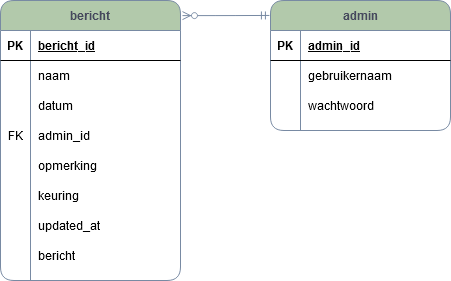 bericht
PK bericht_id
naam
datum
FK admin_id
opmerking
keuring
updated_at
bericht
admin
PK admin_id
gebruikernaam
wachtwoord